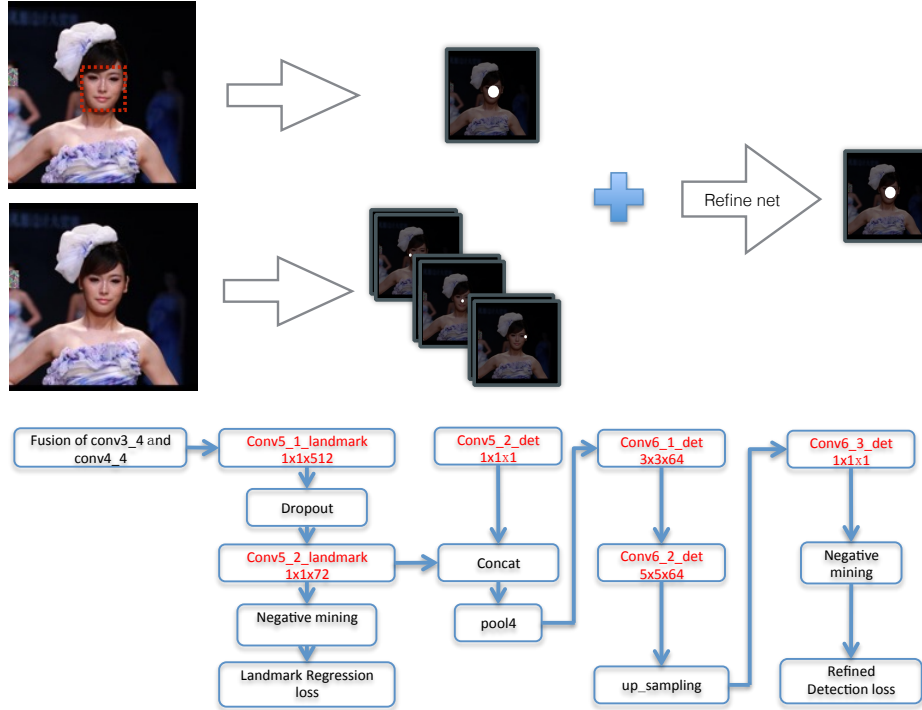 Refine net
Fusion of conv3_4 and
conv4_4
Conv5_1_landmark
1x1x512
Dropout
Conv5_2_landmark
1x1x72
Negative mining
Landmark Regression
loss
Conv5_2_det
1x1x1
Concat
pool4
Conv6_1_det
3x3x64
Conv6_2_det
5x5x64
up_sampling
Conv6_3_det
1x1x1
Negative
mining
Refined
Detection loss